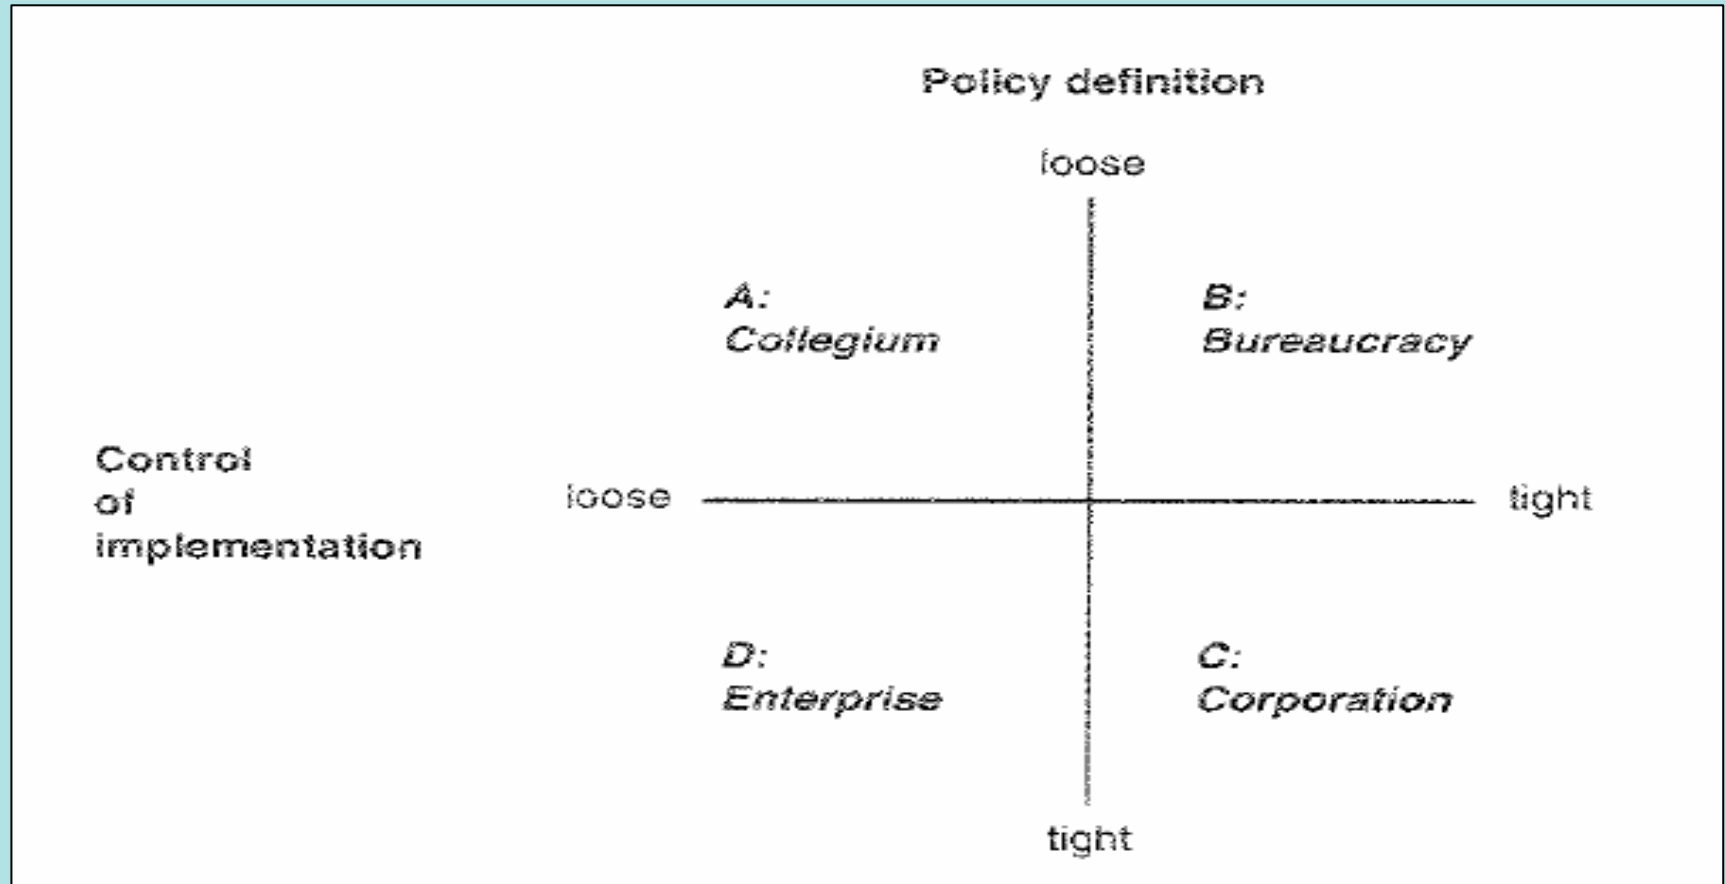 Policy definition
loose
A:
Collegium
B:
Bureaucracy
Control
of
implementation
loose
tight
D:
Enterprise
C:
Corporation
tight